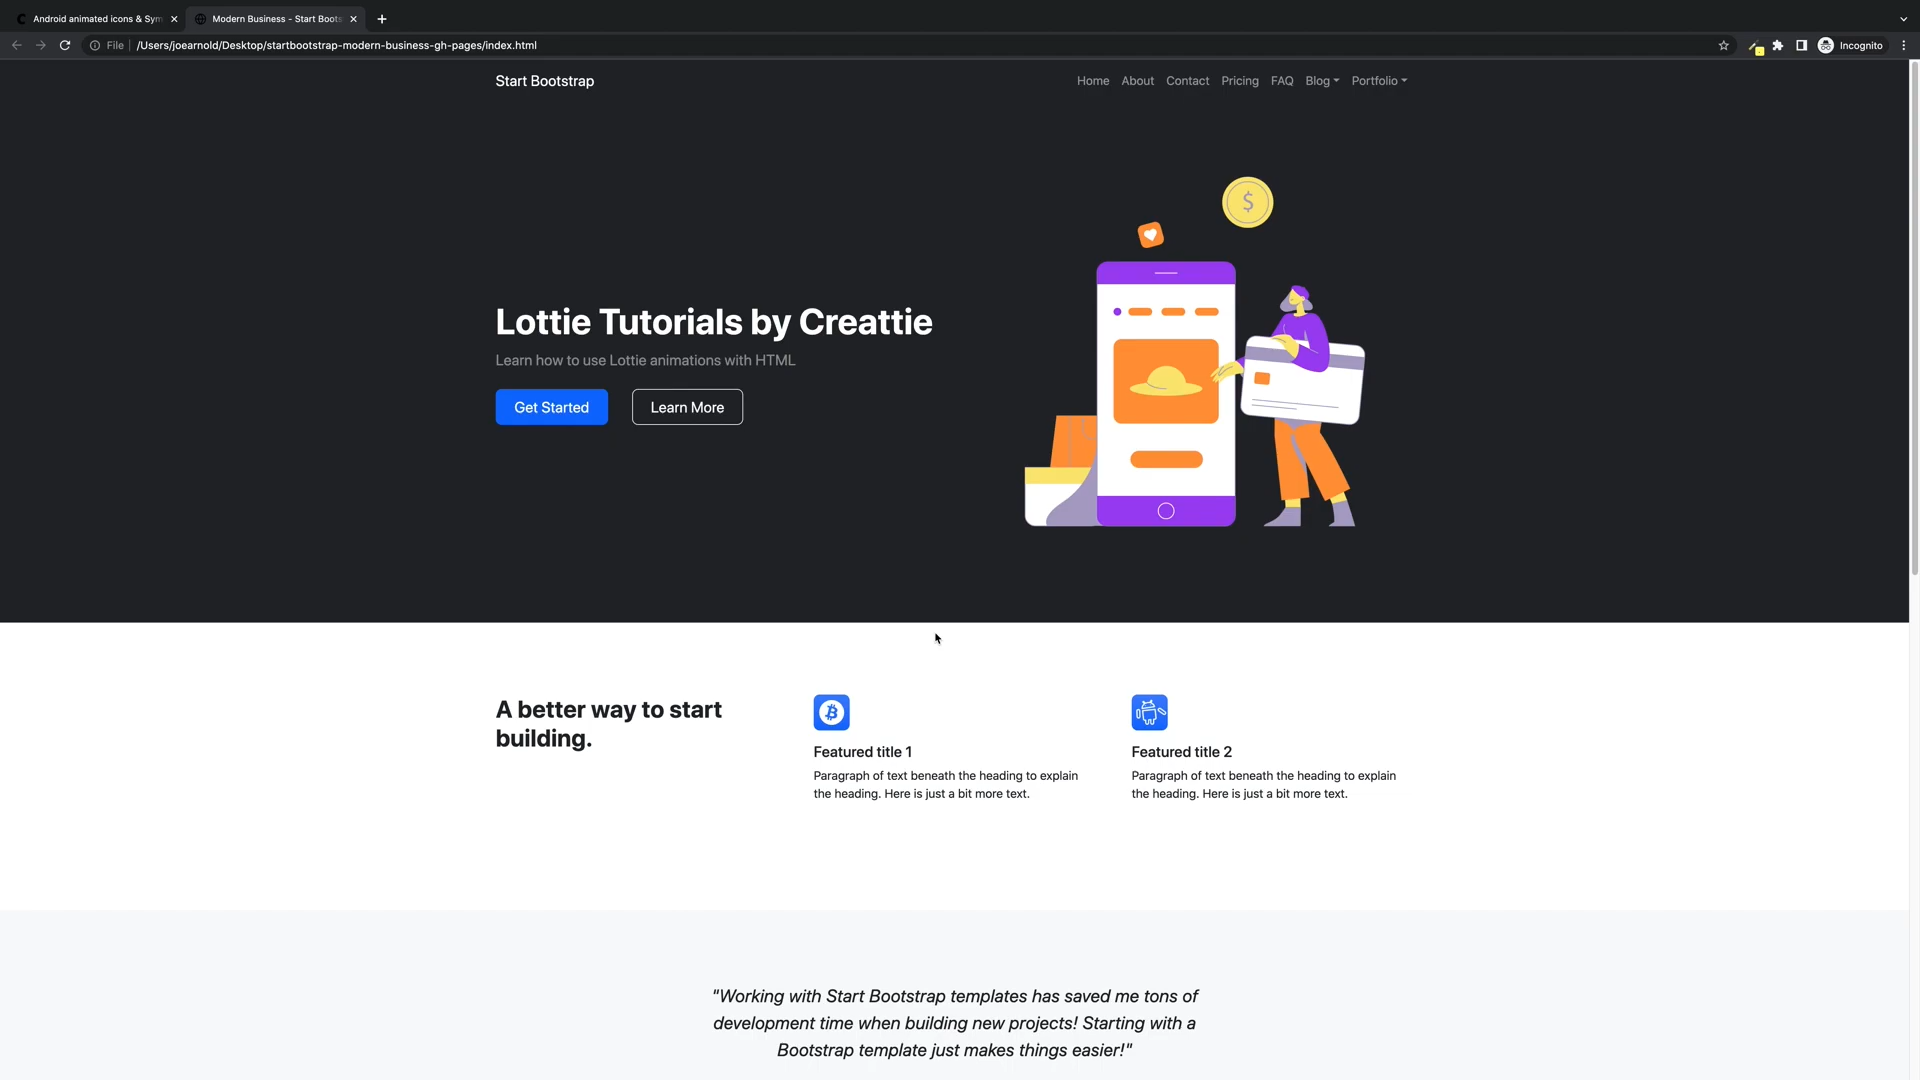 Android animated icons & Sym
Modern Business - Start Boots
File
/Users/joearnold/Desktop/startbootstrap-modern-business-gh-pages/index.html
Incognito
Start Bootstrap
Home
About
Contact
Pricing
FAQ
Blog
Portfolio
$
Lottie Tutorials by Creattie
Learn how to use Lottie animations with HTML
Get Started
Learn More
A better way to start
building.
Featured title 1
Paragraph of text beneath the heading to explain
the heading. Here is just a bit more text.
Featured title 2
Paragraph of text beneath the heading to explain
the heading. Here is just a bit more text.
"Working with Start Bootstrap templates has saved me tons of
development time when building new projects! Starting with a
Bootstrap template just makes things easier!"